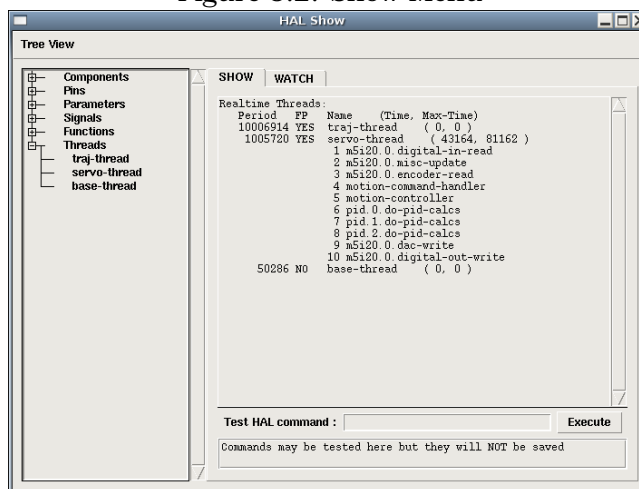 Figure 3.2: Show Menu
HAL Show
Tree View
Components
Pins
Parameters
Signals
Functions
Threads
traj-thread
servo-thread
base-thread
SHOW WATCH
Realtime Threads:
Period FP Name (Time, Max-Time)
10006914 YES traj-thread ( 0, 0 )
1005720 YES servo-thread ( 43164, 81162 )
1 m5i20.0.digital-in-read
2 m5i20.0.misc-update
3 m5i20.0.encoder-read
4 motion-command-handler
5 motion-controller
6 pid.0.do-pid-calcs
7 pid.1.do-pid-calcs
8 pid.2.do-pid-calcs
9 m5i20.0.dac-write
10 m5i20.0.digital-out-write
50286 NO base-thread ( 0, 0 )
Test HAL command :
Execute
Commands may be tested here but they will NOT be saved